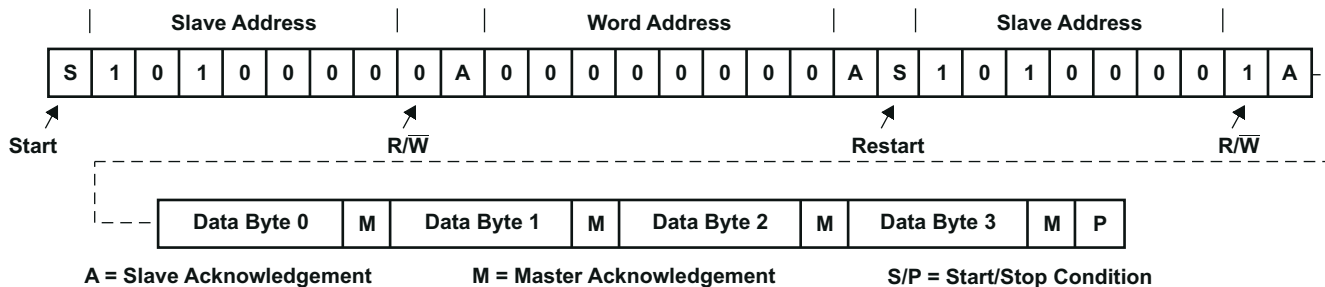 Slave Address Word Address Slave Address
S 1 0 1 0 0 0 0 0 A 0 0 0 0 0 0 0 0 A S 1 0 1 0 0 0 0 1 A
Start R/W̅ Restart R/W̅
Data Byte 0 M Data Byte 1 M Data Byte 2 M Data Byte 3 M P
A = Slave Acknowledgement M = Master Acknowledgement S/P = Start/Stop Condition